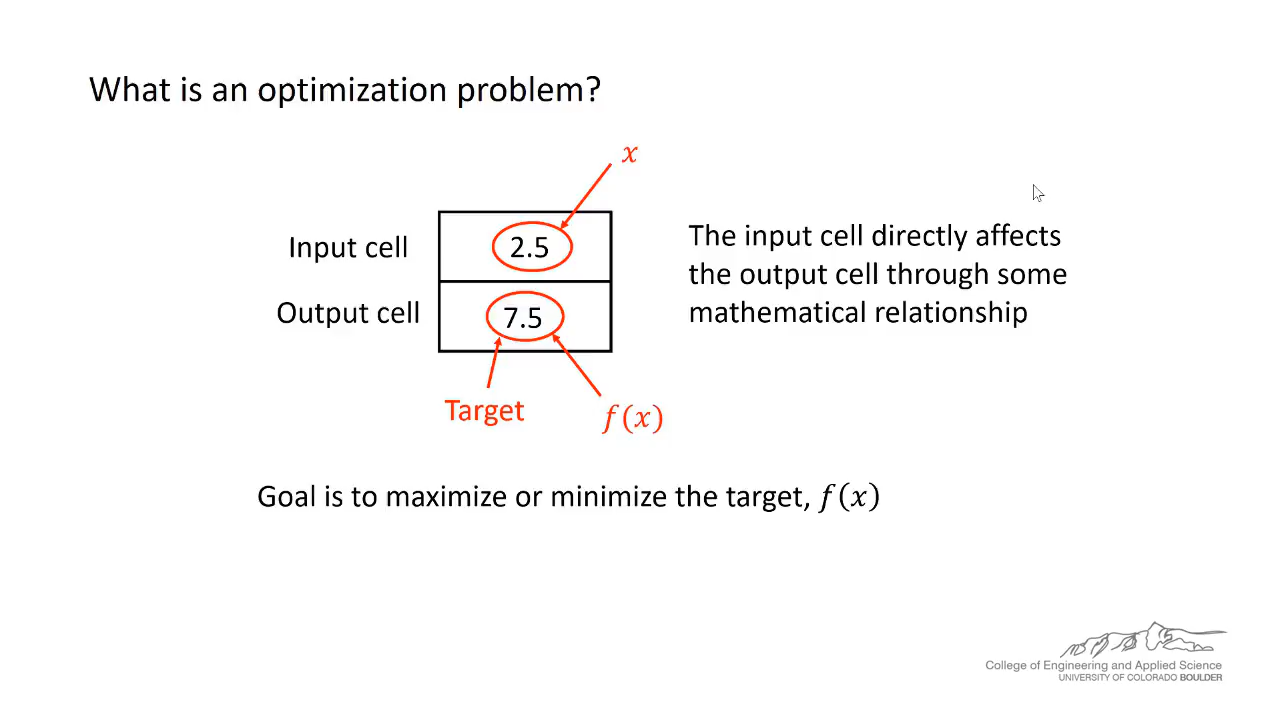 What is an optimization problem?
x
Input cell
2.5
The input cell directly affects
the output cell through some
mathematical relationship
Output cell
7.5
Target
f(x)
Goal is to maximize or minimize the target, f(x)
College of Engineering and Applied Science
UNIVERSITY OF COLORADO BOULDER